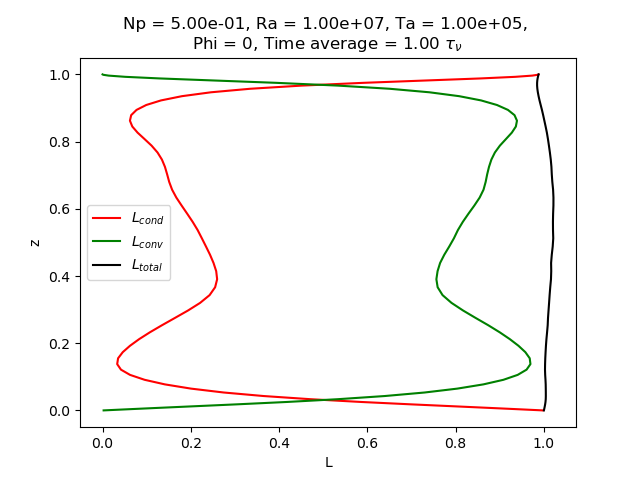 Np = 5.00e-01, Ra = 1.00e+07, Ta = 1.00e+05,
Phi = 0, Time average = 1.00 τ_ν
1.0
0.8
0.6
z
0.4
0.2
0.0
L_cond
L_conv
L_total
0.0 0.2 0.4 0.6 0.8 1.0
L